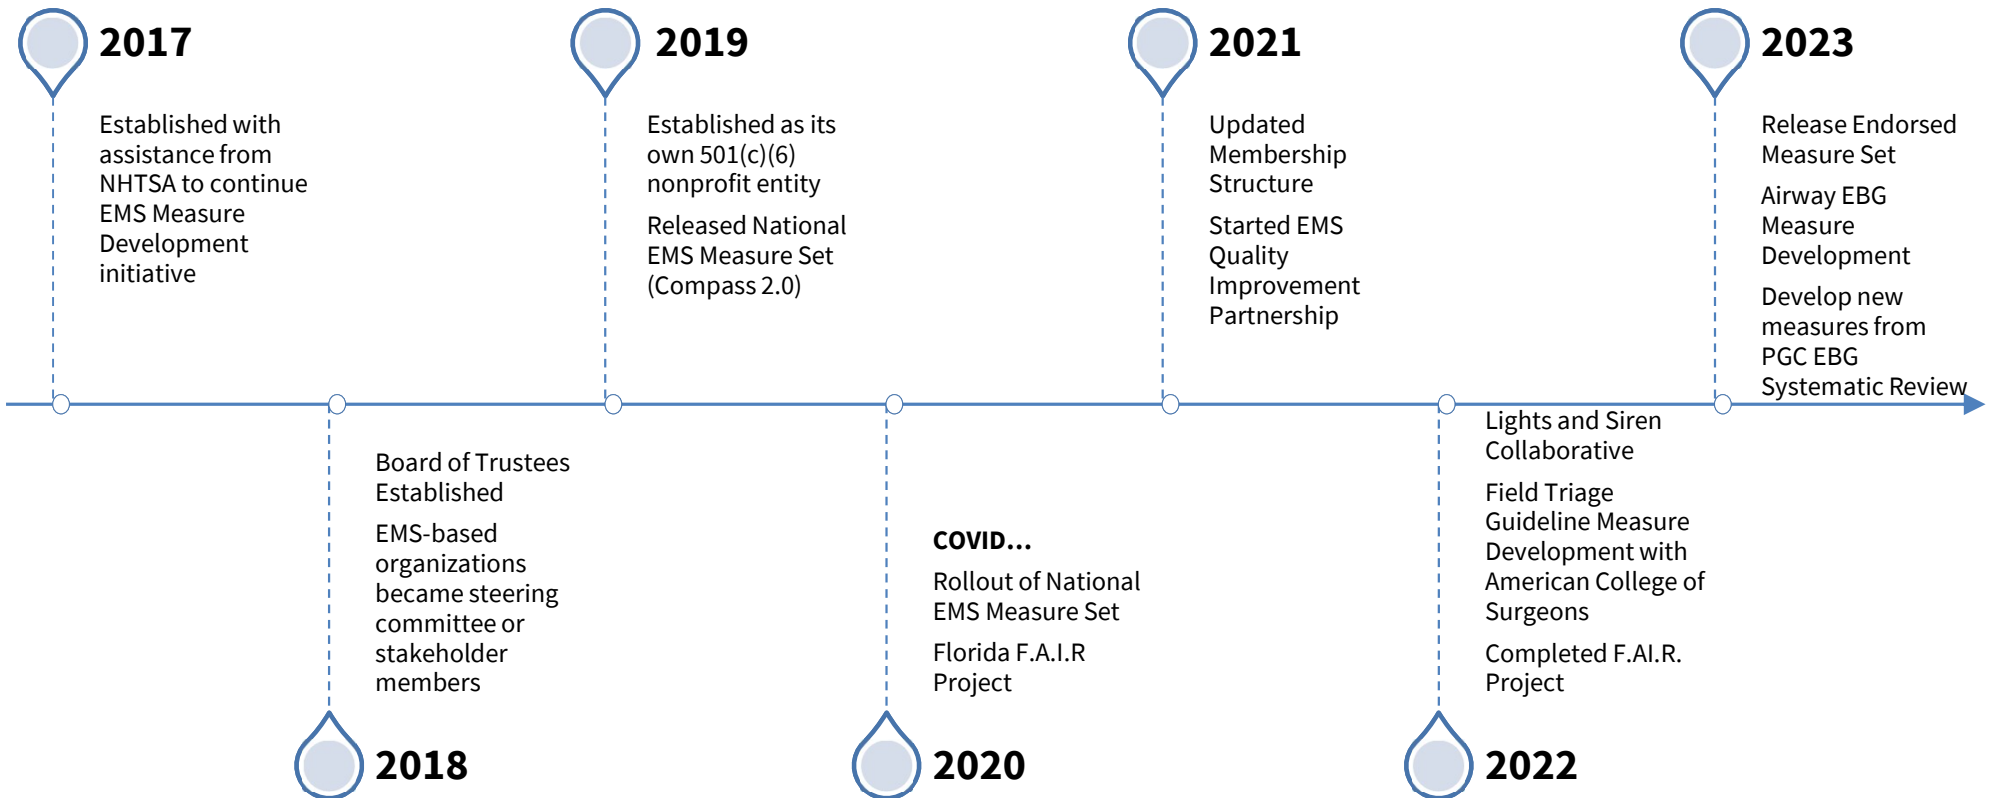 2017
Established with
assistance from
NHTSA to continue
EMS Measure
Development
initiative
Board of Trustees
Established
EMS-based
organizations
became steering
committee or
stakeholder
members
2018
2019
Established as its
own 501(c)(6)
nonprofit entity
Released National
EMS Measure Set
(Compass 2.0)
COVID...
Rollout of National
EMS Measure Set
Florida F.A.I.R
Project
2020
2021
Updated
Membership
Structure
Started EMS
Quality
Improvement
Partnership
Lights and Siren
Collaborative
Field Triage
Guideline Measure
Development with
American College of
Surgeons
Completed F.AI.R.
Project
2022
2023
Release Endorsed
Measure Set
Airway EBG
Measure
Development
Develop new
measures from
PGC EBG
Systematic Review